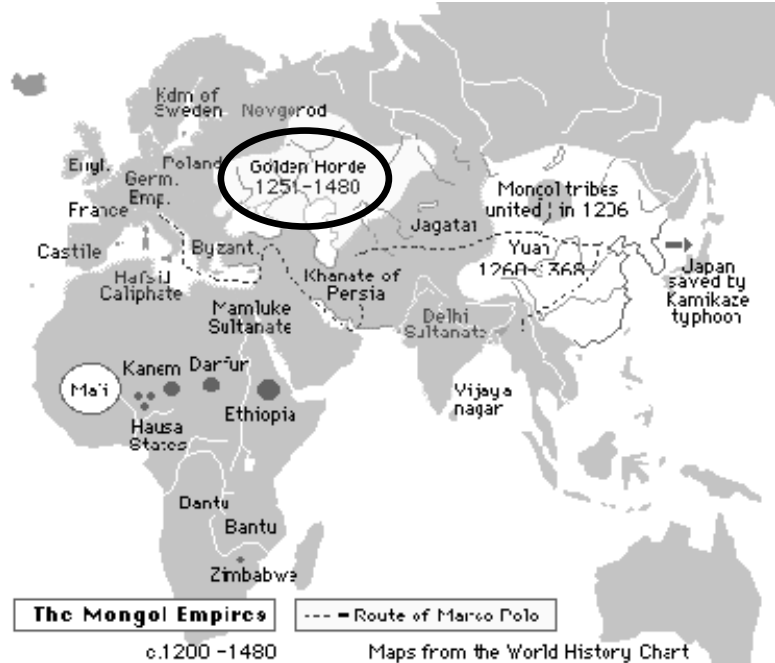 Kdm of
Sweden
Novgorod
Engl.
Poland
Germ.
Emp.
France
Castile
Golden Horde
1251-1480
Mongol tribes
united in 1206
Jagatai
Byzant.
Yuan
1260-1368
Hafsid
Caliphate
Khanate of
Persia
Japan
saved by
Kamikaze
typhoon
Mamluke
Sultanate
Delhi
Sultanate
Kanem
Darfur
Mali
Vijaya
nagar
Hausa
States
Ethiopia
Dantu
Bantu
Zimbabwe
The Mongol Empires
--- = Route of Marco Polo
c.1200 -1480
Maps from the World History Chart